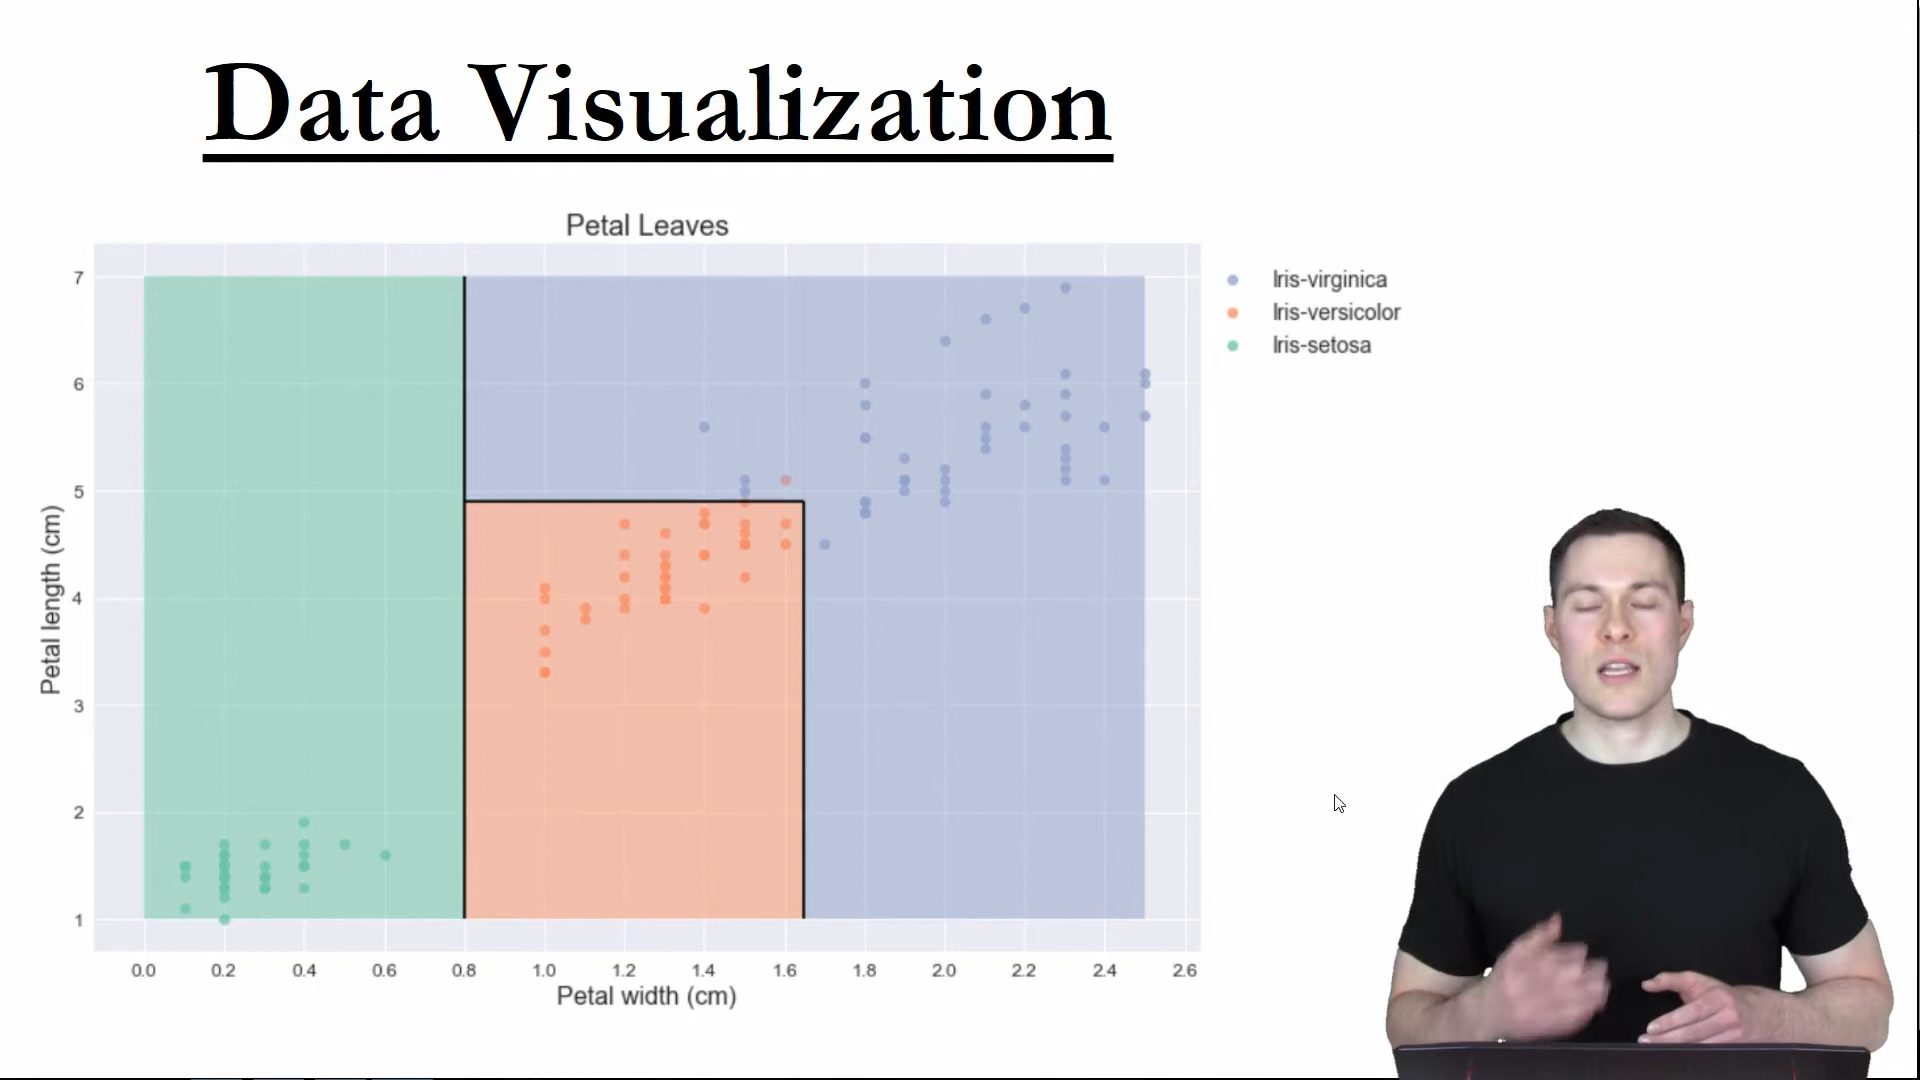 Data Visualization
Petal Leaves
7
6
5
4
3
2
1
Petal length (cm)
0.0 0.2 0.4 0.6 0.8 1.0 1.2 1.4 1.6 1.8 2.0 2.2 2.4 2.6
Petal width (cm)
Iris-virginica
Iris-versicolor
Iris-setosa